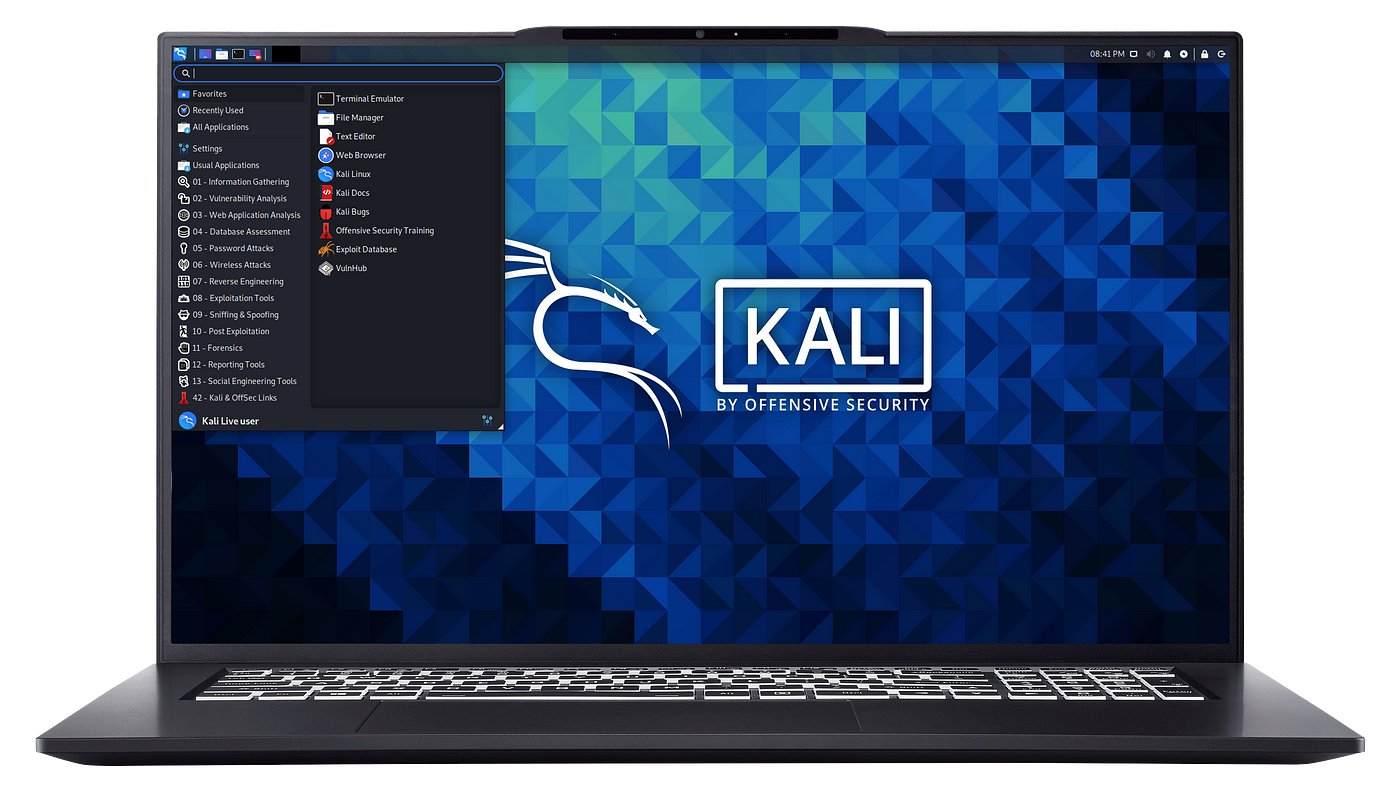 08:41 PM
Favorites
Recently Used
All Applications
Settings
Usual Applications
01 - Information Gathering
02 - Vulnerability Analysis
03 - Web Application Analysis
04 - Database Assessment
05 - Password Attacks
06 - Wireless Attacks
07 - Reverse Engineering
08 - Exploitation Tools
09 - Sniffing & Spoofing
10 - Post Exploitation
11 - Forensics
12 - Reporting Tools
13 - Social Engineering Tools
42 - Kali & OffSec Links
Kali Live user
Terminal Emulator
File Manager
Text Editor
Web Browser
Kali Linux
Kali Docs
Kali Bugs
Offensive Security Training
Exploit Database
VulnHub
KALI
BY OFFENSIVE SECURITY